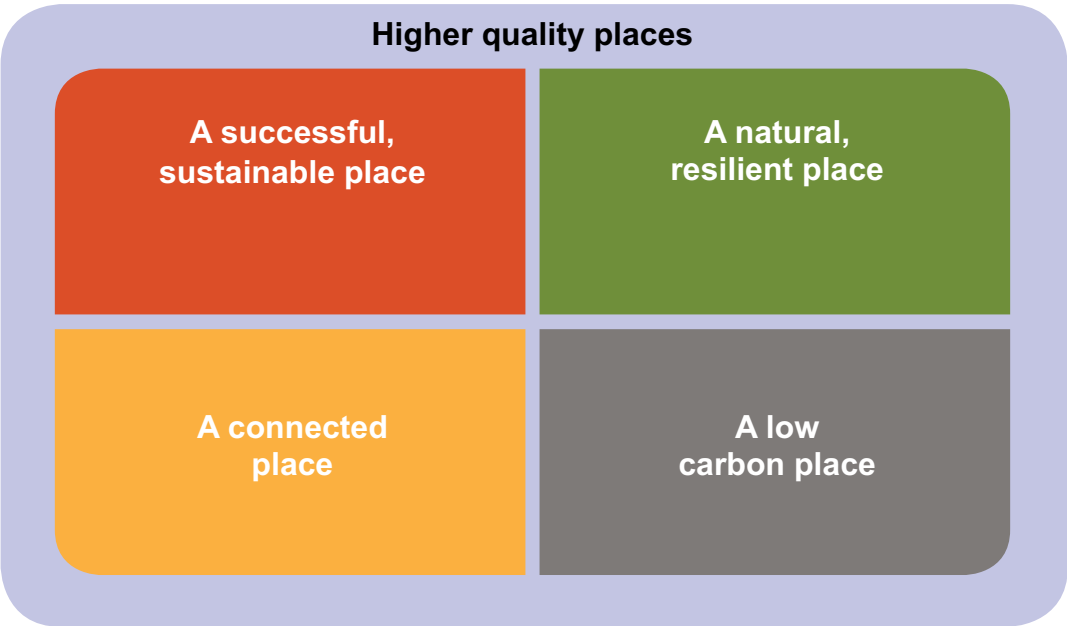 Higher quality places
A successful,
sustainable place
A natural,
resilient place
A connected
place
A low
carbon place